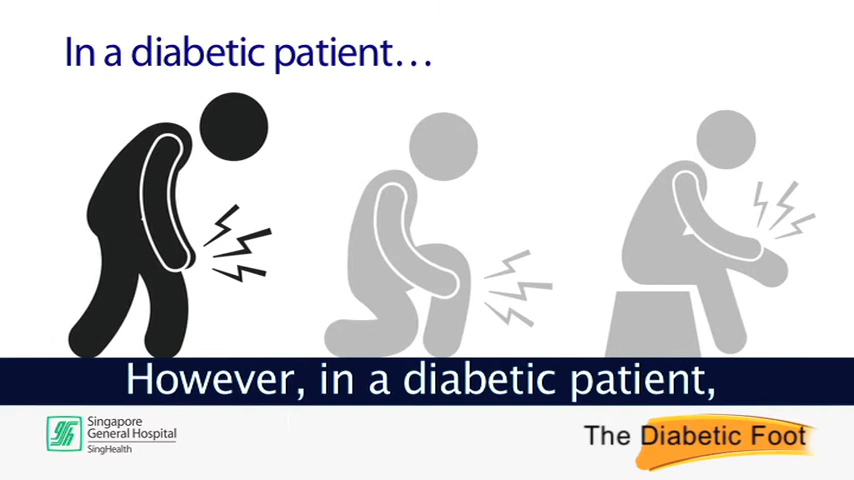 In a diabetic patient…
However, in a diabetic patient,
Singapore
General Hospital
SingHealth
The Diabetic Foot